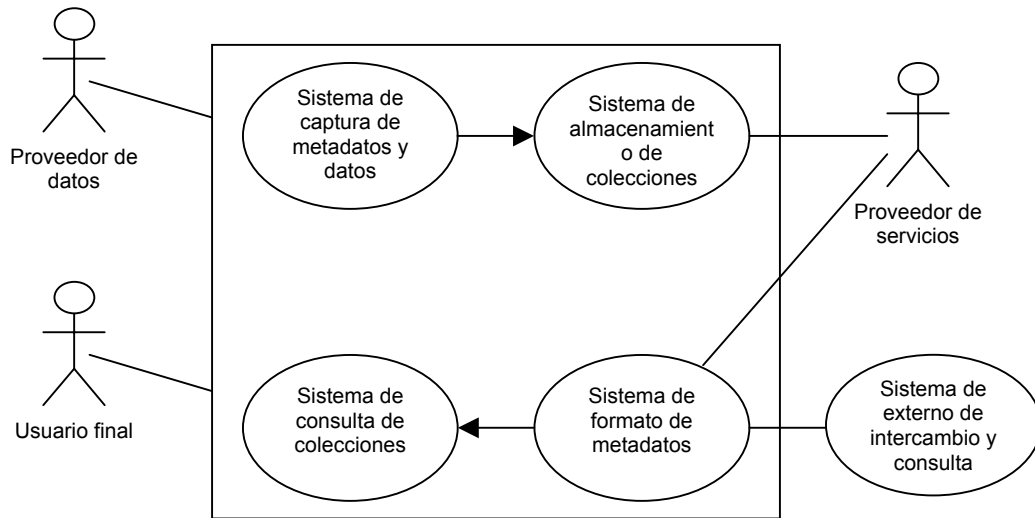 Sistema de
captura de
metadatos y
datos
Sistema de
almacenamient
o de
colecciones
Proveedor de
datos
Proveedor de
servicios
Sistema de
consulta de
colecciones
Sistema de
formato de
metadatos
Sistema de
externo de
intercambio y
consulta
Usuario final